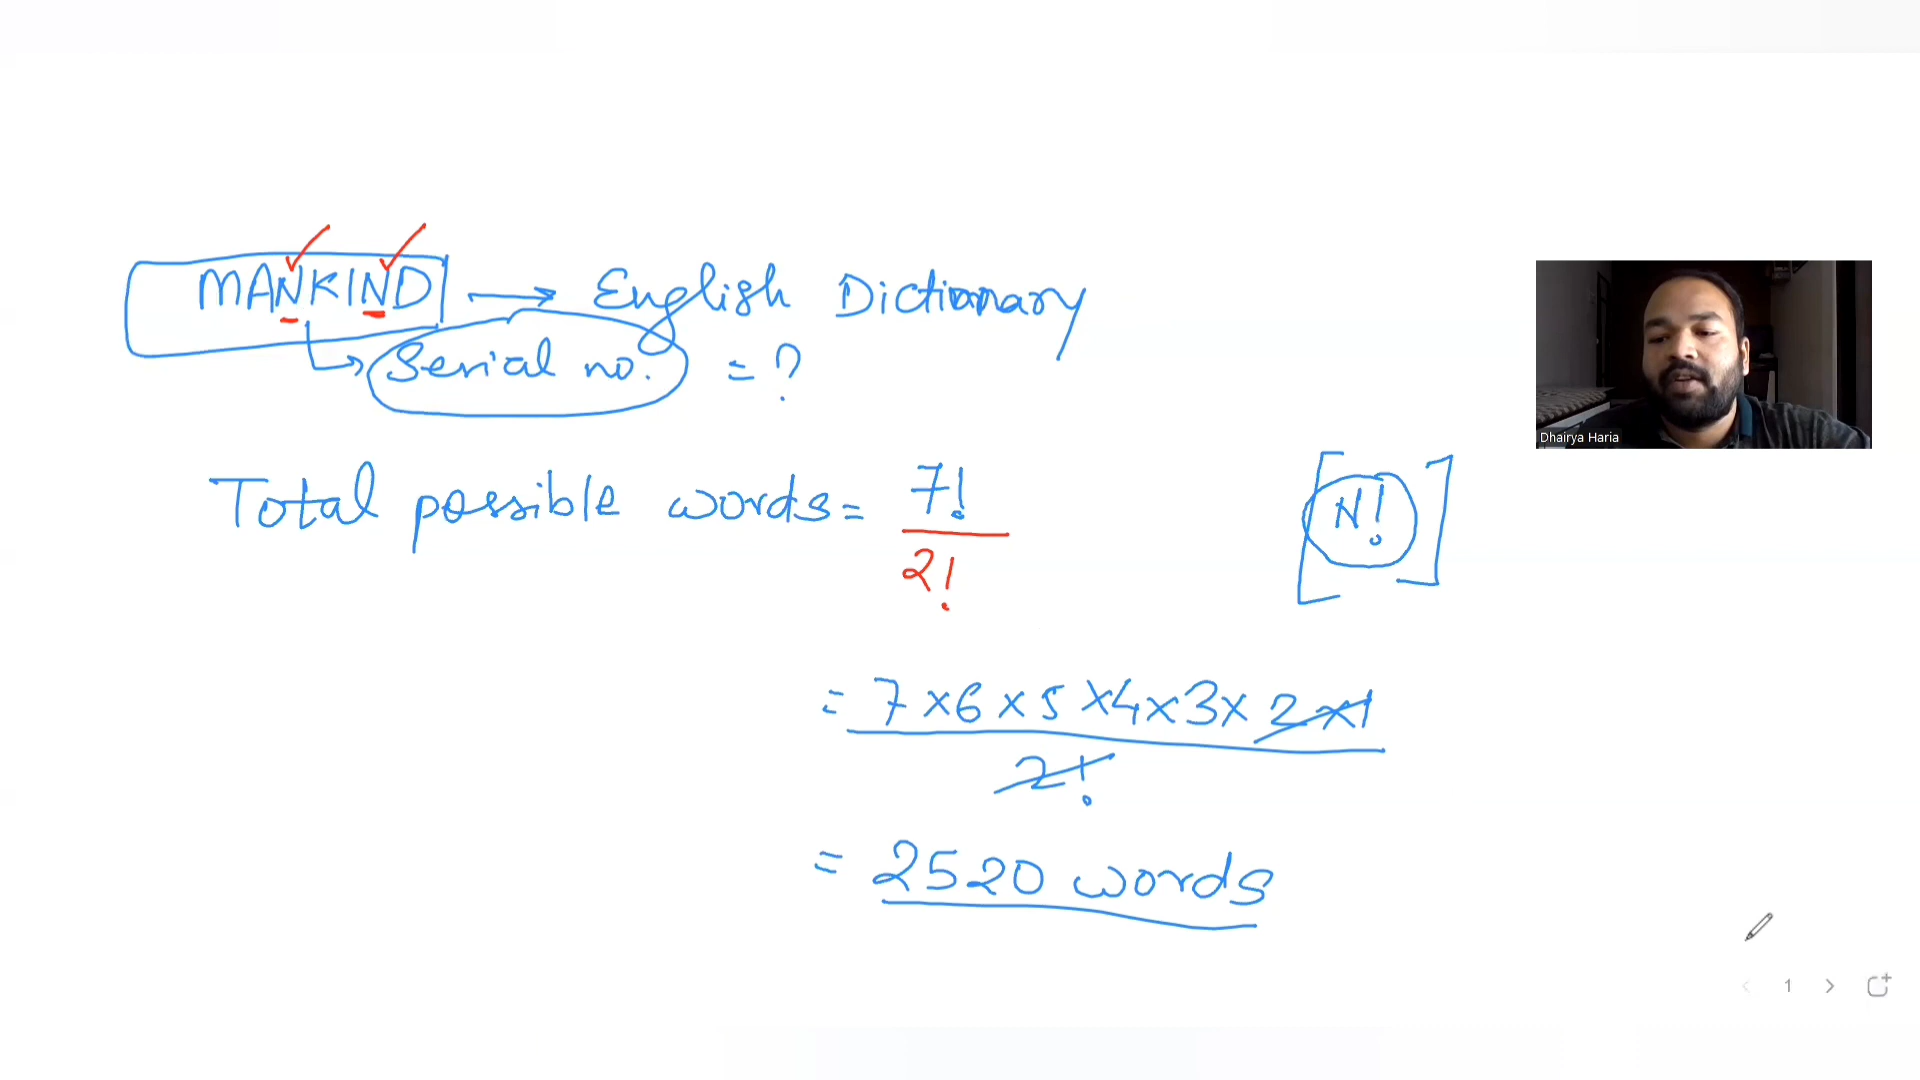 MANKIND → English Dictionary
↳ Serial no. = ?
Dhairya Haria
Total possible words = 7!/2!
[N!]
= 7 x 6 x 5 x 4 x 3 x 2 x 1 / 2!
= 2520 words
1